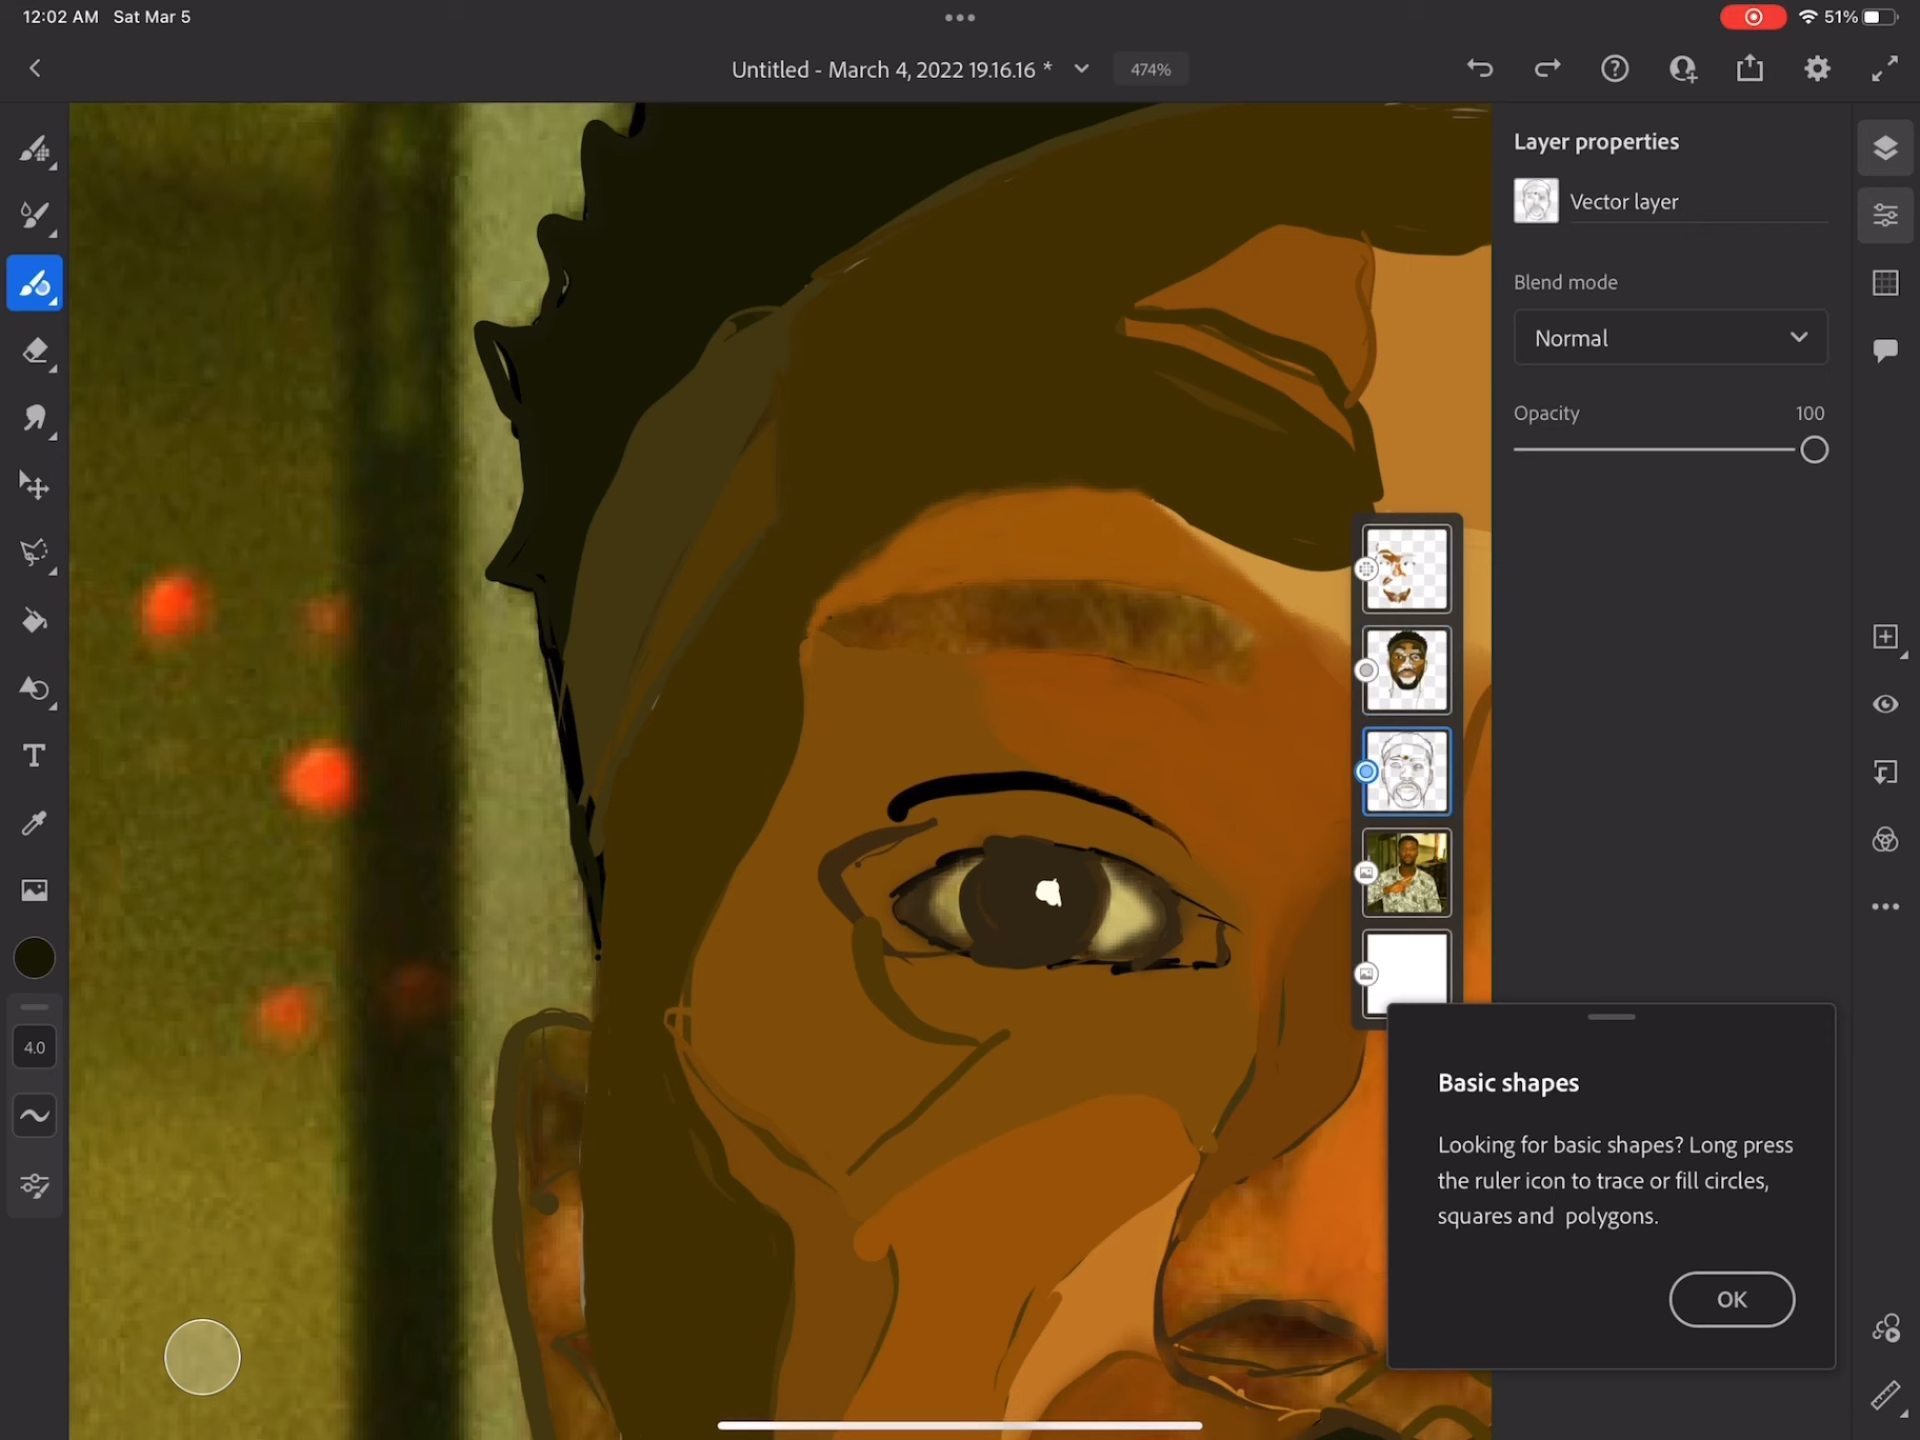 12:02 AM Sat Mar 5
51%
Untitled - March 4, 2022 19.16.16 *
474%
Layer properties
Vector layer
Blend mode
Normal
Opacity 100
T
4.0
Basic shapes
Looking for basic shapes? Long press
the ruler icon to trace or fill circles,
squares and polygons.
OK